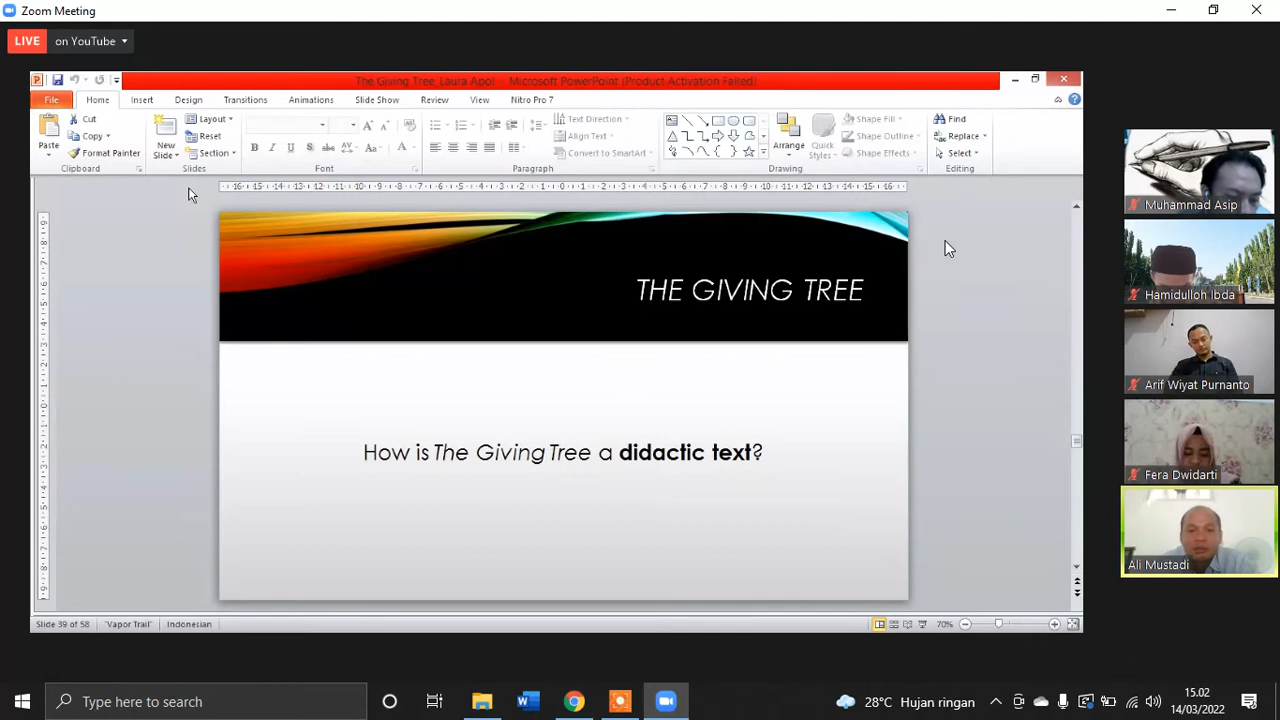 Zoom Meeting
LIVE on YouTube
The Giving Tree_Laura Apol - Microsoft PowerPoint (Product Activation Failed)
File Home Insert Design Transitions Animations Slide Show Review View Nitro Pro 7
Paste
Cut
Copy
Format Painter
Clipboard
New Slide
Layout
Reset
Section
Slides
Font
Text Direction
Align Text
Convert to SmartArt
Paragraph
Arrange
Quick Styles
Shape Fill
Shape Outline
Shape Effects
Drawing
Find
Replace
Select
Editing
THE GIVING TREE
How is The Giving Tree a didactic text?
Slide 39 of 58 "Vapor Trail" Indonesian 70%
Muhammad Asip
Hamidulloh Ibda
Arif Wiyat Purnanto
Fera Dwidarti
Ali Mustadi
Type here to search
28°C Hujan ringan
15.02
14/03/2022